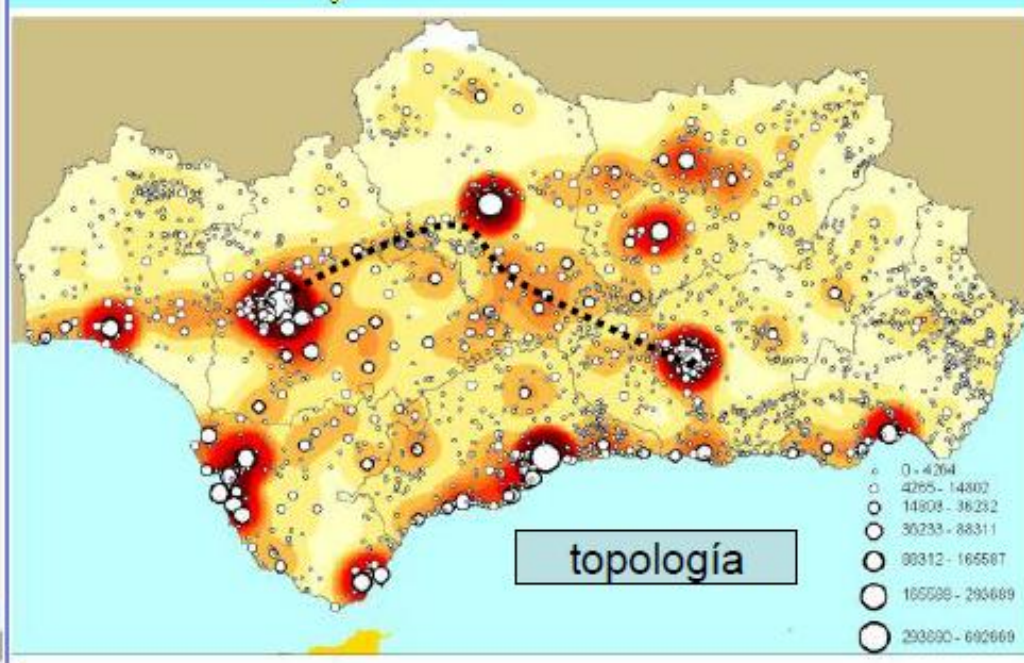 topología
0 - 4264
4265 - 14802
14803 - 36232
36233 - 88311
88312 - 165587
165588 - 293689
293690 - 692669